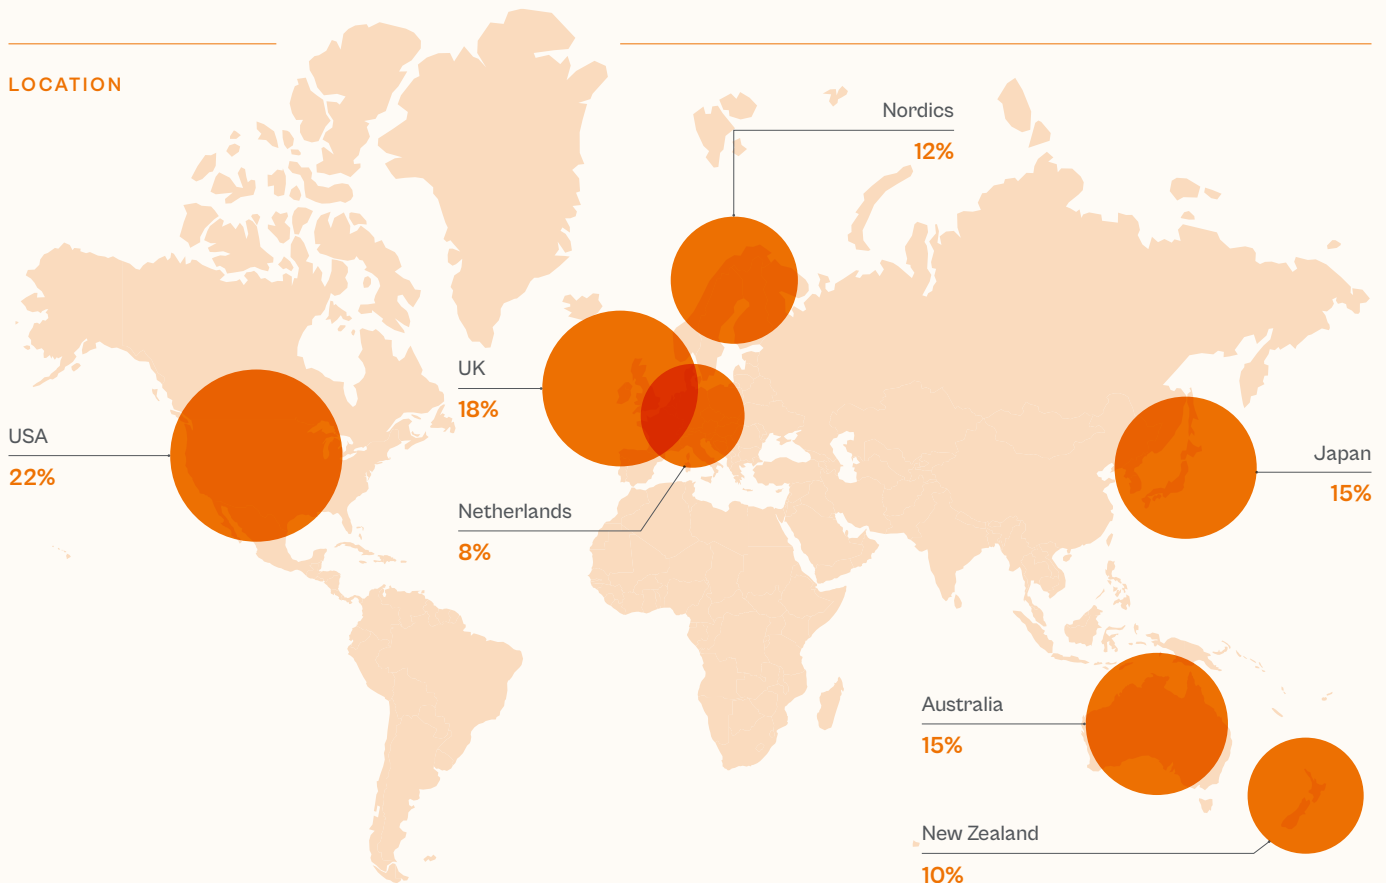 LOCATION
Nordics
12%
UK
18%
USA
22%
Japan
15%
Netherlands
8%
Australia
15%
New Zealand
10%